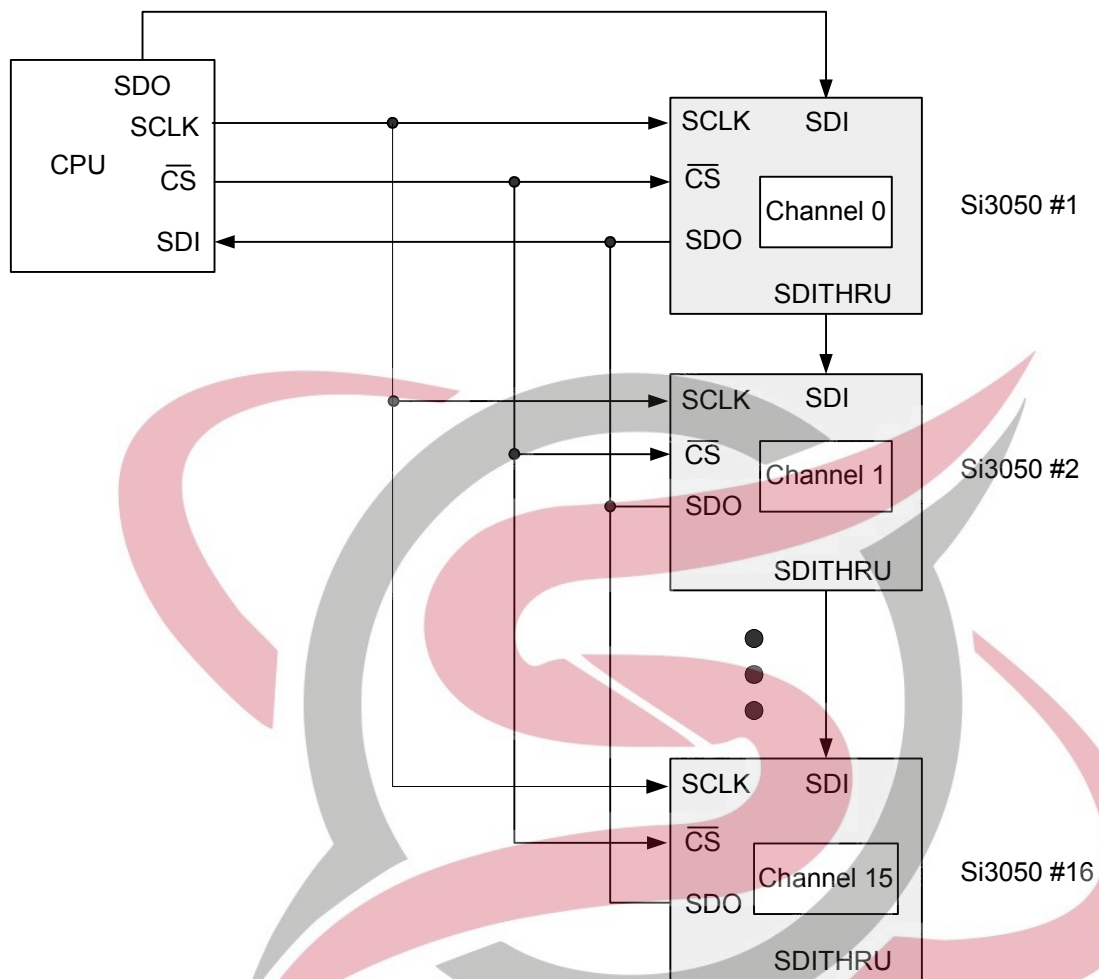 SDO
SCLK
CPU
CS
SDI
SCLK
SDI
CS
Channel 0
SDO
SDITHRU
Si3050 #1
SCLK
SDI
CS
Channel 1
SDO
SDITHRU
Si3050 #2
SCLK
SDI
CS
Channel 15
SDO
SDITHRU
Si3050 #16